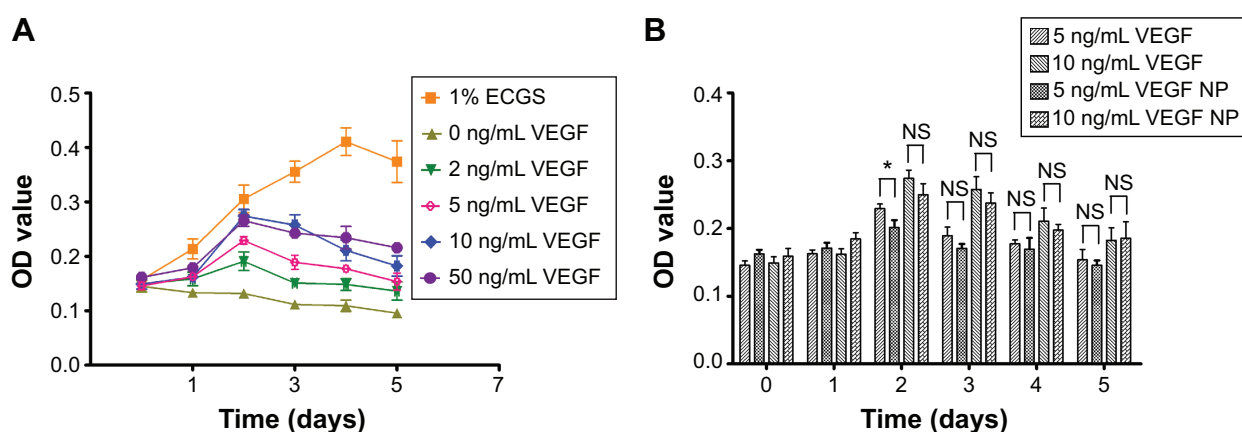 A
OD value
0.5
0.4
0.3
0.2
0.1
0.0
1
3
5
7
Time (days)
1% ECGS
0 ng/mL VEGF
2 ng/mL VEGF
5 ng/mL VEGF
10 ng/mL VEGF
50 ng/mL VEGF
B
5 ng/mL VEGF
10 ng/mL VEGF
5 ng/mL VEGF NP
10 ng/mL VEGF NP
OD value
0.4
0.3
0.2
0.1
0.0
* NS
NS NS
NS NS
NS NS
0
1
2
3
4
5
Time (days)